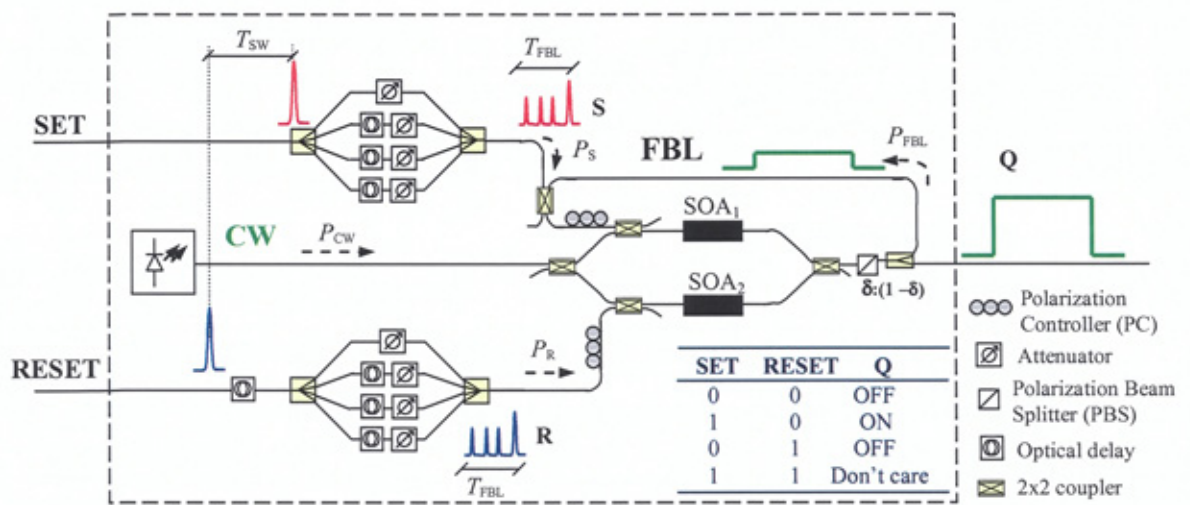 T_SW
T_FBL
S
SET
P_S
FBL
P_FBL
Q
CW
P_CW
SOA₁
SOA₂
δ:(1 –δ)
RESET
P_R
R
T_FBL
SET RESET Q
0 0 OFF
1 0 ON
0 1 OFF
1 1 Don't care
Polarization
Controller (PC)
Attenuator
Polarization Beam
Splitter (PBS)
Optical delay
2x2 coupler